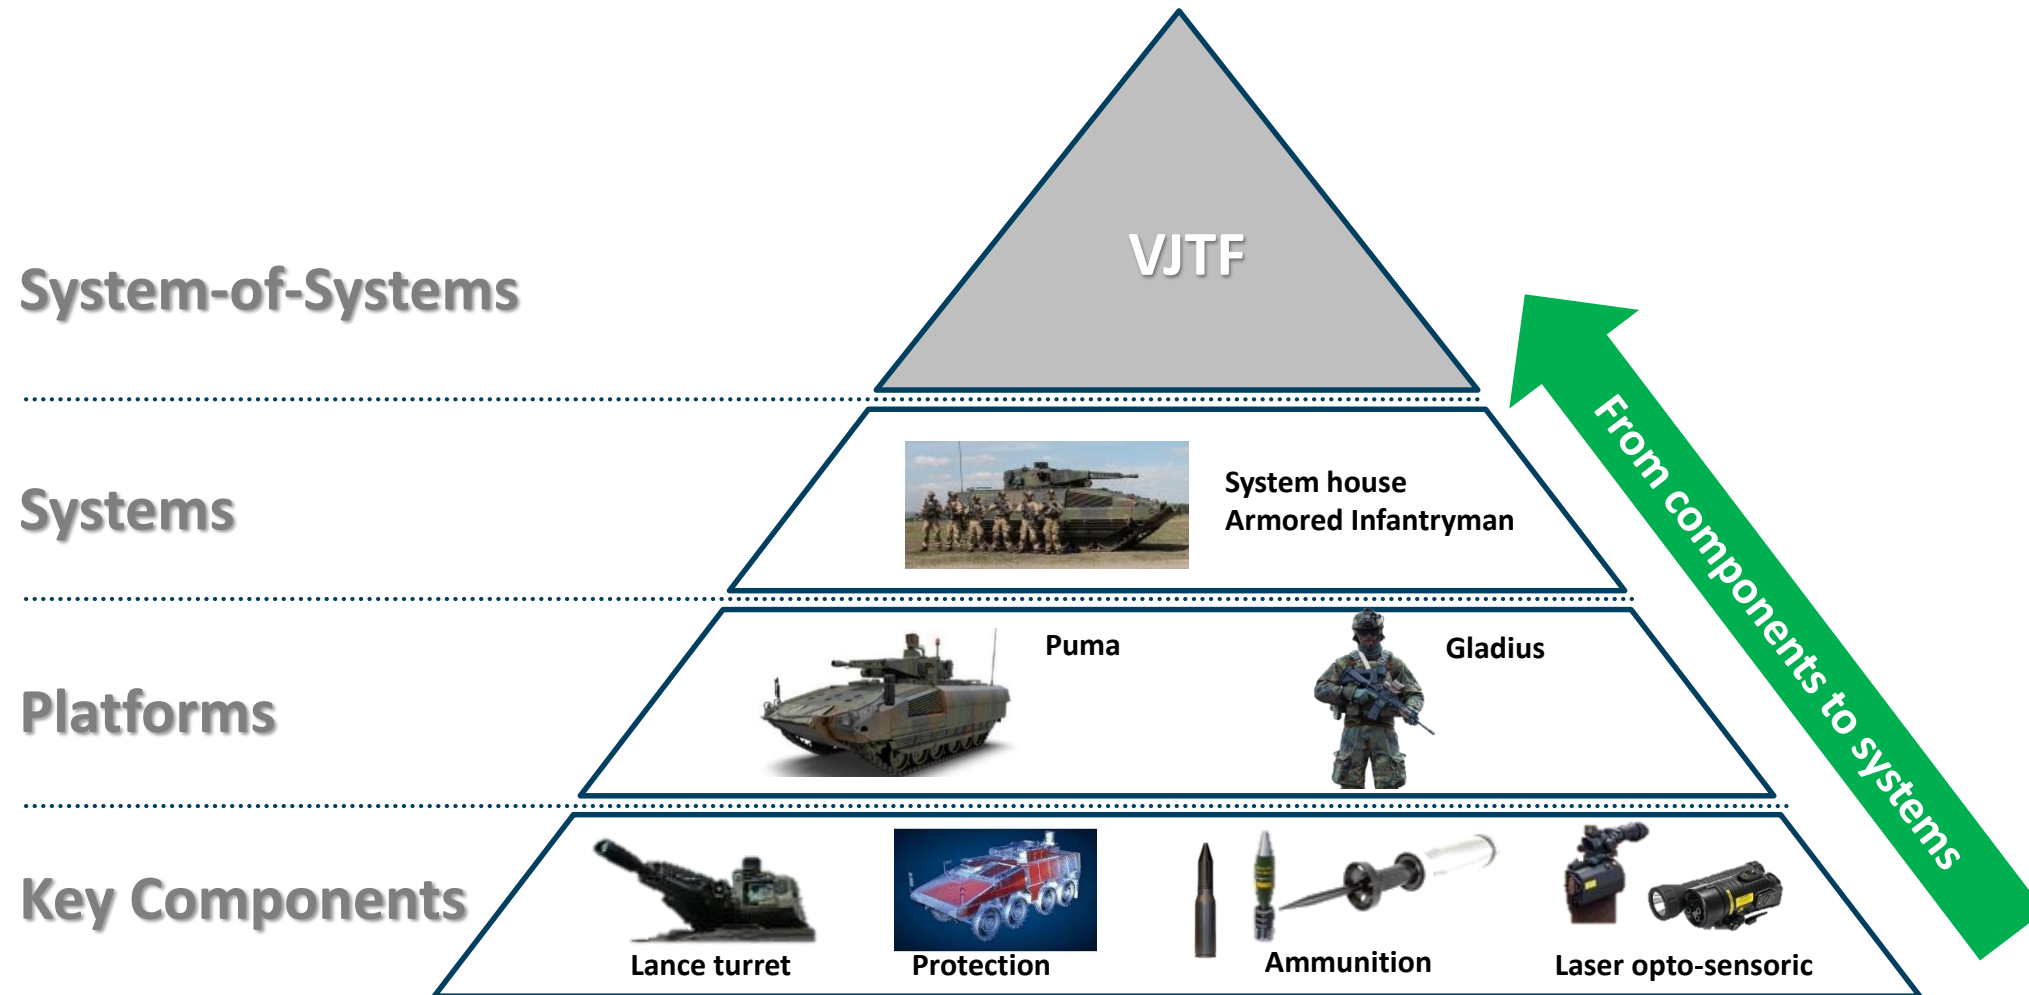 VJTF
System-of-Systems
System house
Armored Infantryman
Systems
From components to systems
Puma
Gladius
Platforms
Key Components
Lance turret
Protection
Ammunition
Laser opto-sensoric